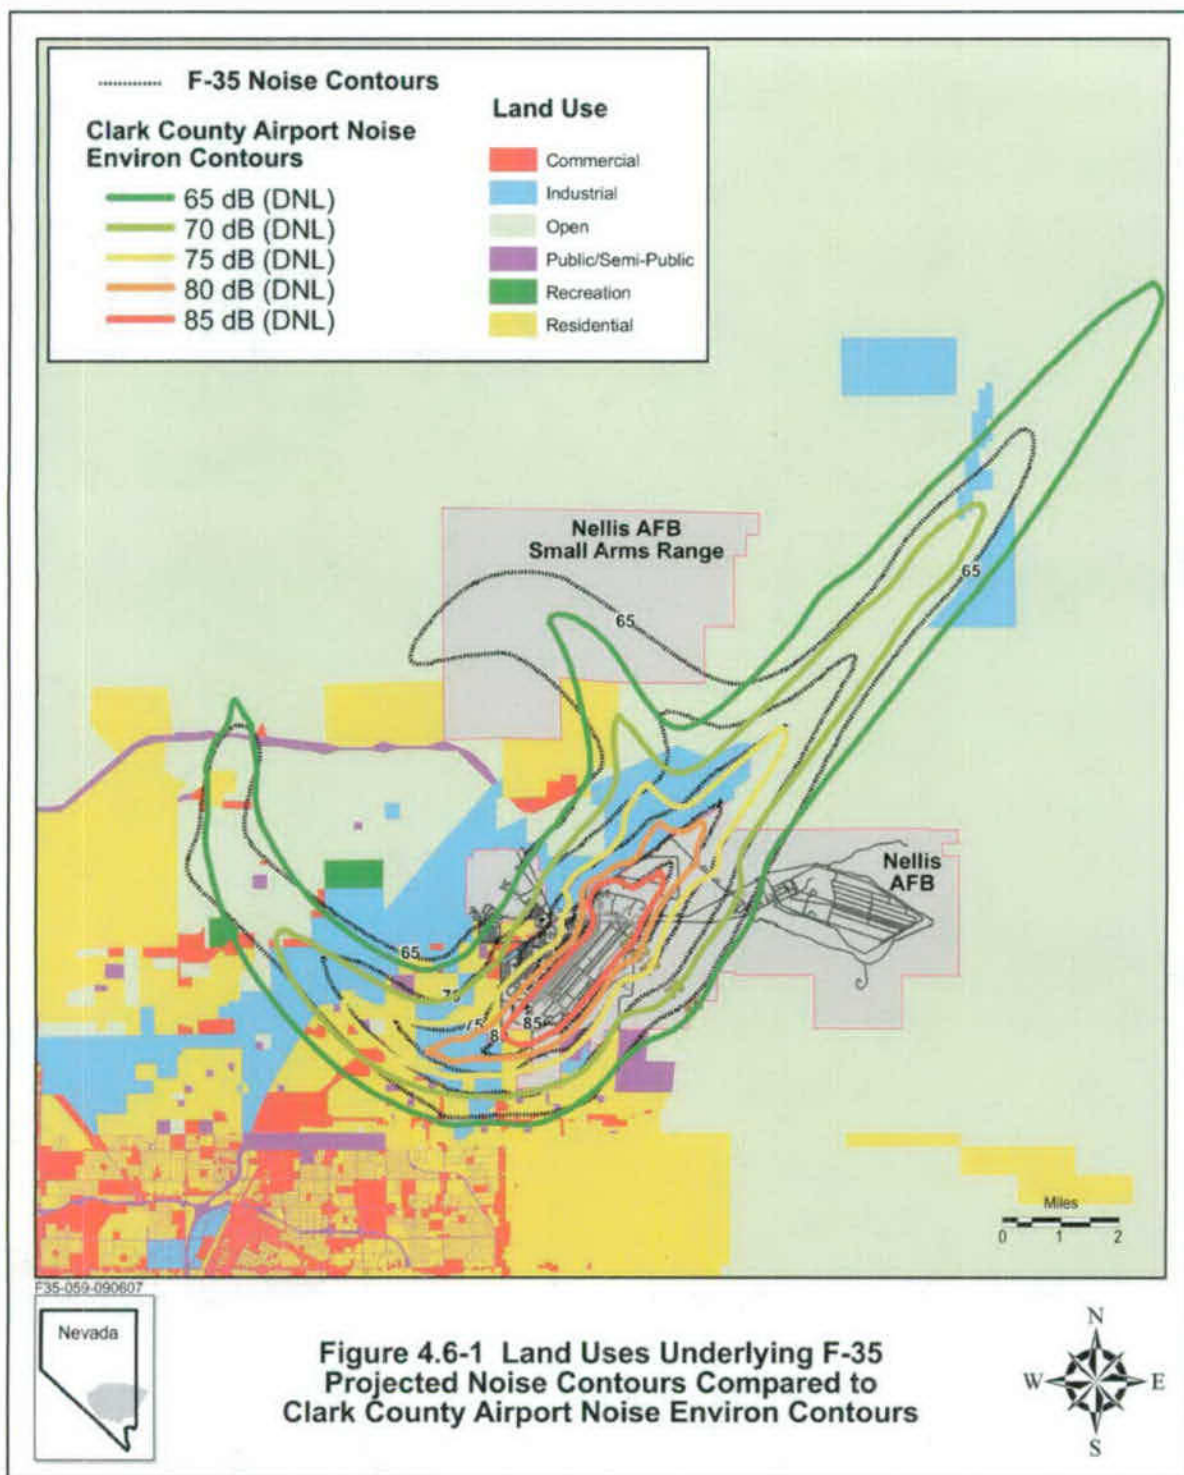 F-35 Noise Contours
Clark County Airport Noise
Environ Contours
65 dB (DNL)
70 dB (DNL)
75 dB (DNL)
80 dB (DNL)
85 dB (DNL)
Land Use
Commercial
Industrial
Open
Public/Semi-Public
Recreation
Residential
Nellis AFB
Small Arms Range
65
65
Nellis
AFB
65
85
Miles
0 1 2
F35-059-090607
Nevada
Figure 4.6-1 Land Uses Underlying F-35
Projected Noise Contours Compared to
Clark County Airport Noise Environ Contours
N
W E
S